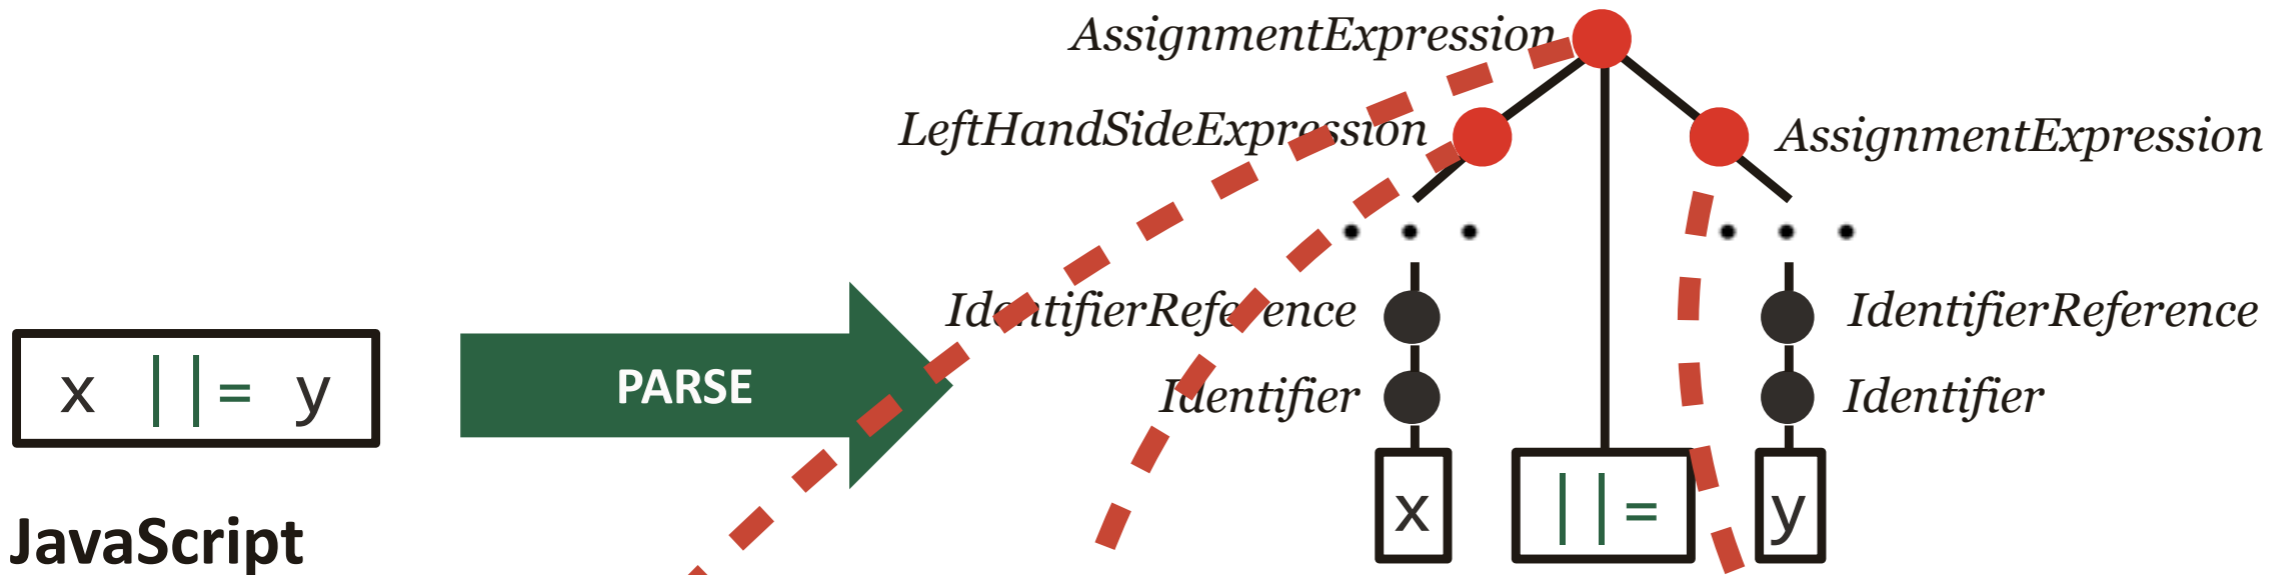 AssignmentExpression
LeftHandSideExpression
AssignmentExpression
IdentifierReference
IdentifierReference
x ||= y
PARSE
Identifier
Identifier
x
||=
y
JavaScript